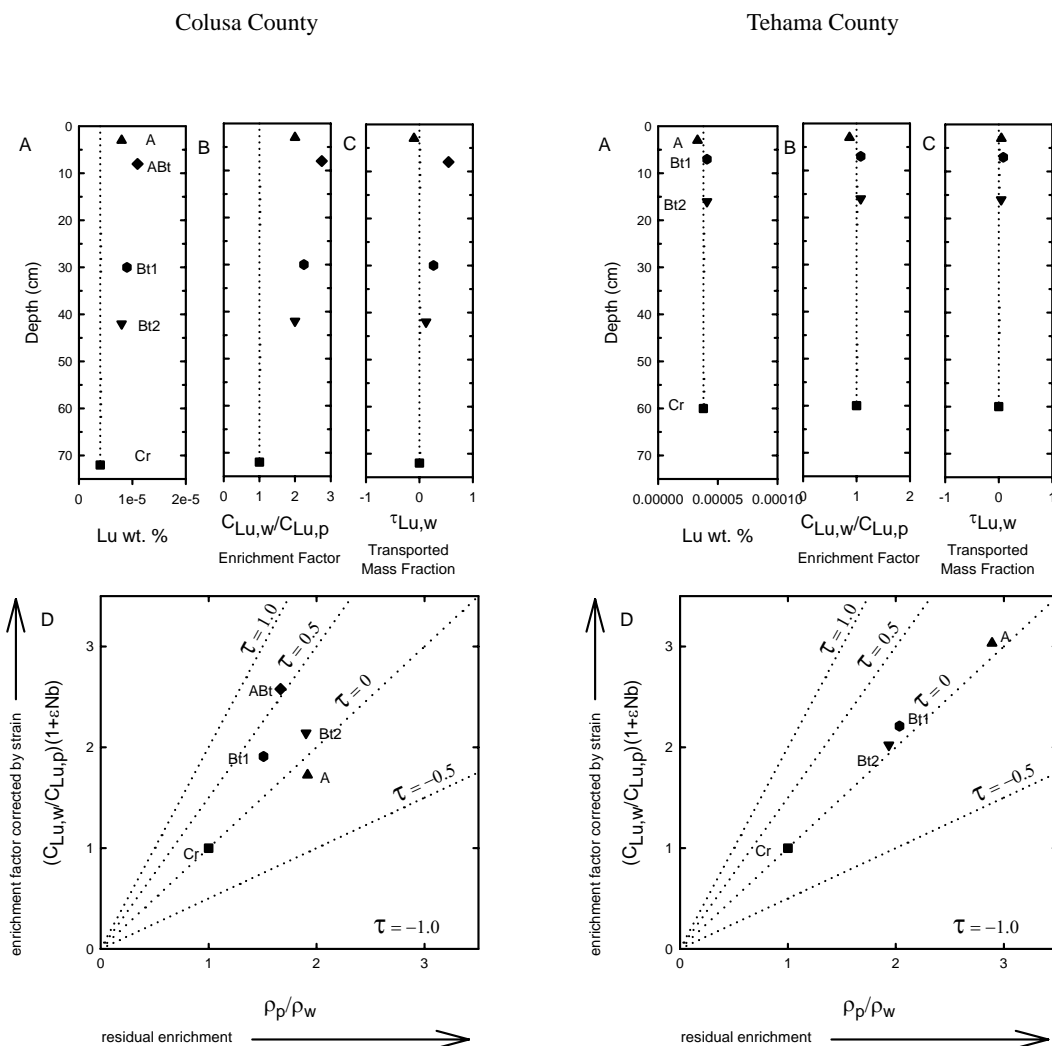 Colusa County
Tehama County
A
B
C
0
10
20
30
40
50
60
70
Depth (cm)
A
ABt
Bt1
Bt2
Cr
1e-5
2e-5
0
1
2
3
-1
0
1
Lu wt. %
CLu,w/CLu,p
Enrichment Factor
τLu,w
Transported
Mass Fraction
A
B
C
0
10
20
30
40
50
60
70
Depth (cm)
A
Bt1
Bt2
Cr
0.00000
0.00005
0.00010
0
1
2
-1
0
1
Lu wt. %
CLu,w/CLu,p
Enrichment Factor
τLu,w
Transported
Mass Fraction
D
enrichment factor corrected by strain
(CLu,w/CLu,p)(1+εNb)
0
1
2
3
τ = 1.0
τ = 0.5
τ = 0
τ = −0.5
τ = −1.0
ABt
Bt2
Bt1
A
Cr
0
1
2
3
ρp/ρw
residual enrichment
D
enrichment factor corrected by strain
(CLu,w/CLu,p)(1+εNb)
0
1
2
3
τ = 1.0
τ = 0.5
τ = 0
τ = −0.5
τ = −1.0
A
Bt1
Bt2
Cr
0
1
2
3
ρp/ρw
residual enrichment